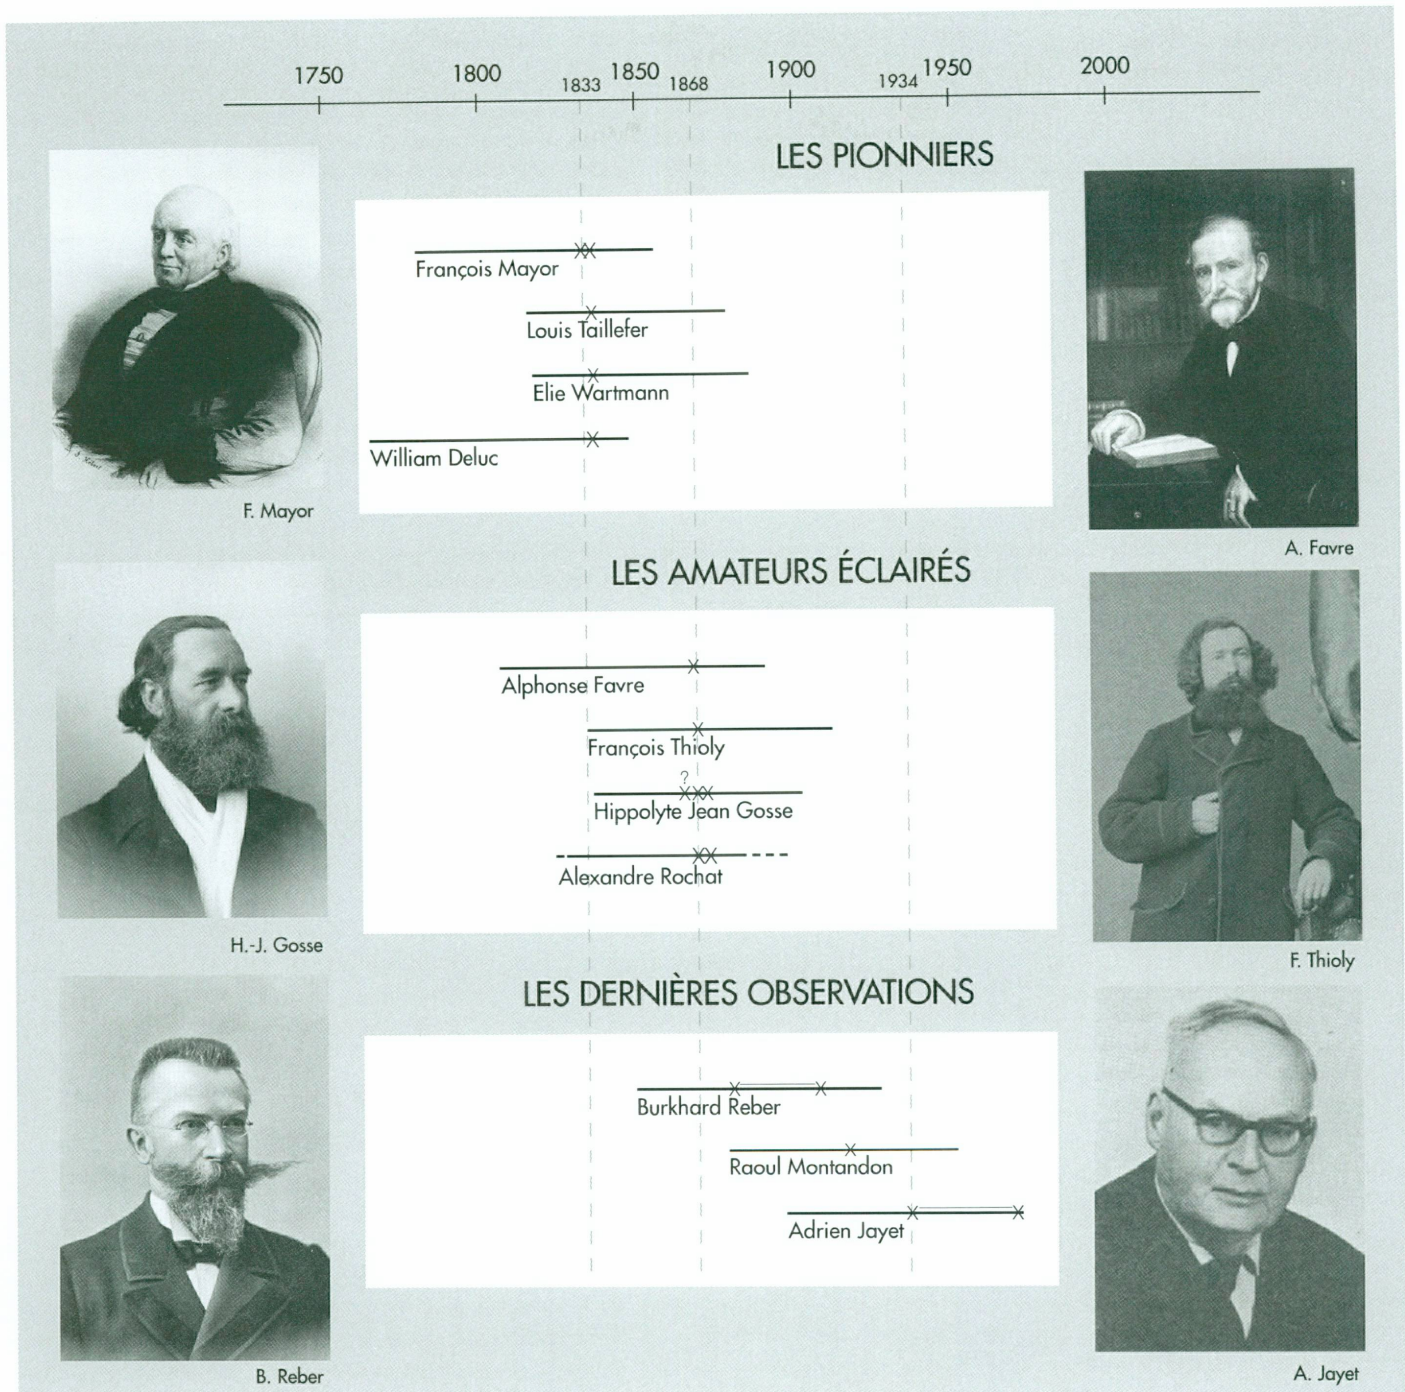 1750
1800
1833
1850
1868
1900
1934
1950
2000
LES PIONNIERS
François Mayor
Louis Taillefer
Elie Wartmann
William Deluc
F. Mayor
A. Favre
LES AMATEURS ÉCLAIRÉS
Alphonse Favre
François Thioly
?
Hippolyte Jean Gosse
Alexandre Rochat
H.-J. Gosse
F. Thioly
LES DERNIÈRES OBSERVATIONS
Burkhard Reber
Raoul Montandon
Adrien Jayet
B. Reber
A. Jayet